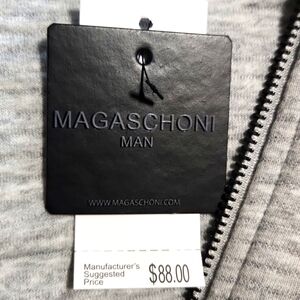 MAGASCHONI
MAN
WWW.MAGASCHONI.COM
Manufacturer's
Suggested
Price
$88.00